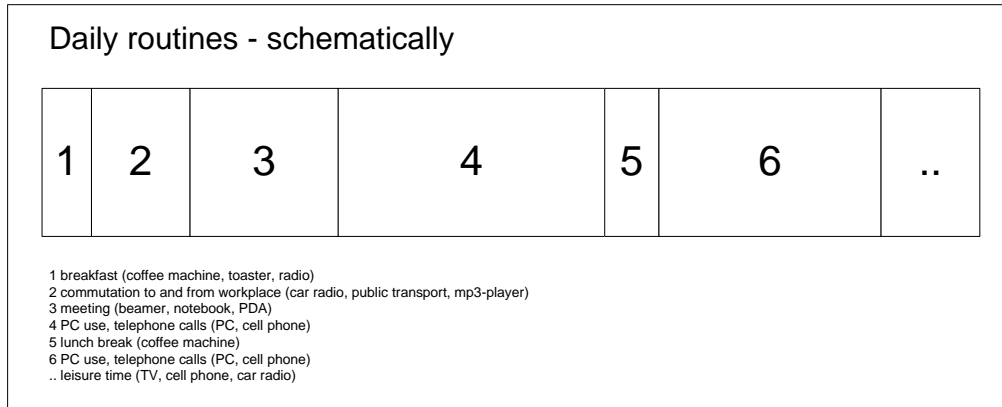 Daily routines - schematically
1 2 3 4 5 6 ..
1 breakfast (coffee machine, toaster, radio)
2 commutation to and from workplace (car radio, public transport, mp3-player)
3 meeting (beamer, notebook, PDA)
4 PC use, telephone calls (PC, cell phone)
5 lunch break (coffee machine)
6 PC use, telephone calls (PC, cell phone)
.. leisure time (TV, cell phone, car radio)